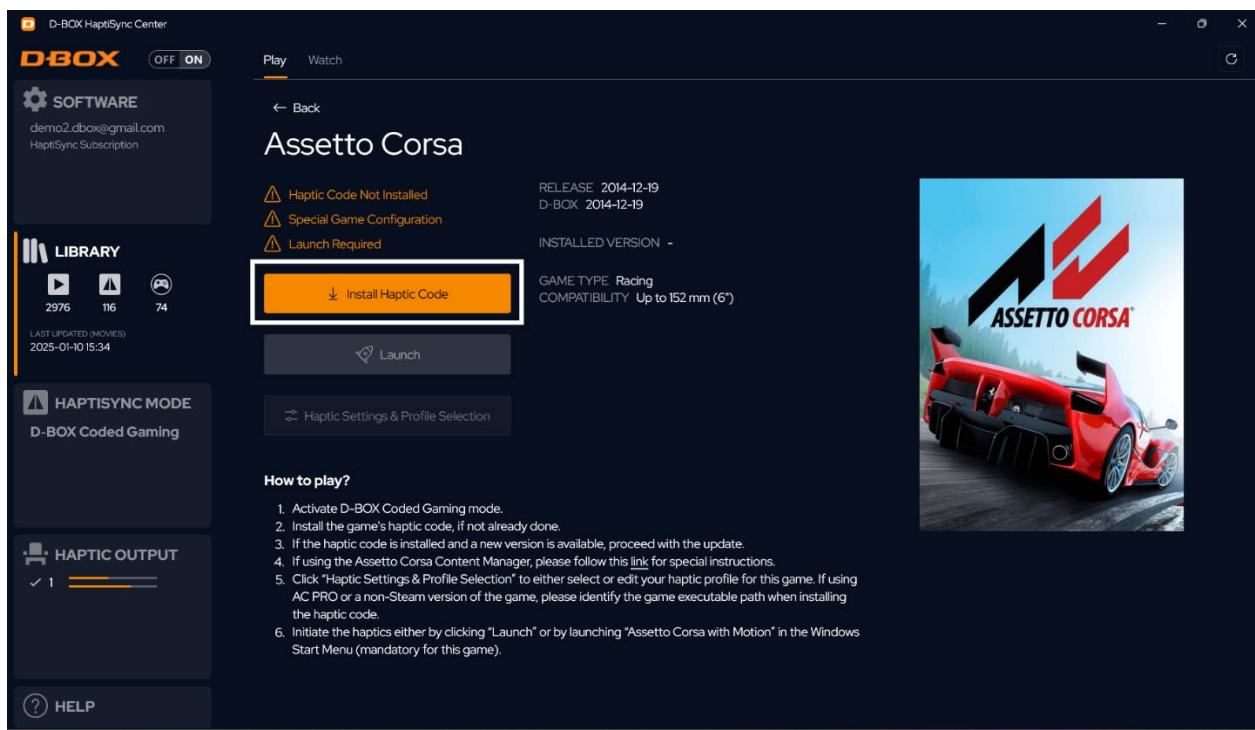 D-BOX HaptiSync Center
D-BOX
OFF ON
Play Watch
SOFTWARE
demo2.dbox@gmail.com
HaptiSync Subscription
LIBRARY
2976 116 74
LAST UPDATED (MOVIES)
2025-01-10 15:34
HAPTISYNC MODE
D-BOX Coded Gaming
HAPTIC OUTPUT
1
HELP
← Back
Assetto Corsa
Haptic Code Not Installed
Special Game Configuration
Launch Required
RELEASE 2014-12-19
D-BOX 2014-12-19
INSTALLED VERSION -
GAME TYPE Racing
COMPATIBILITY Up to 152 mm (6")
Install Haptic Code
Launch
Haptic Settings & Profile Selection
ASSETTO CORSA
How to play?
1. Activate D-BOX Coded Gaming mode.
2. Install the game's haptic code, if not already done.
3. If the haptic code is installed and a new version is available, proceed with the update.
4. If using the Assetto Corsa Content Manager, please follow this link for special instructions.
5. Click "Haptic Settings & Profile Selection" to either select or edit your haptic profile for this game. If using
AC PRO or a non-Steam version of the game, please identify the game executable path when installing
the haptic code.
6. Initiate the haptics either by clicking "Launch" or by launching "Assetto Corsa with Motion" in the Windows
Start Menu (mandatory for this game).